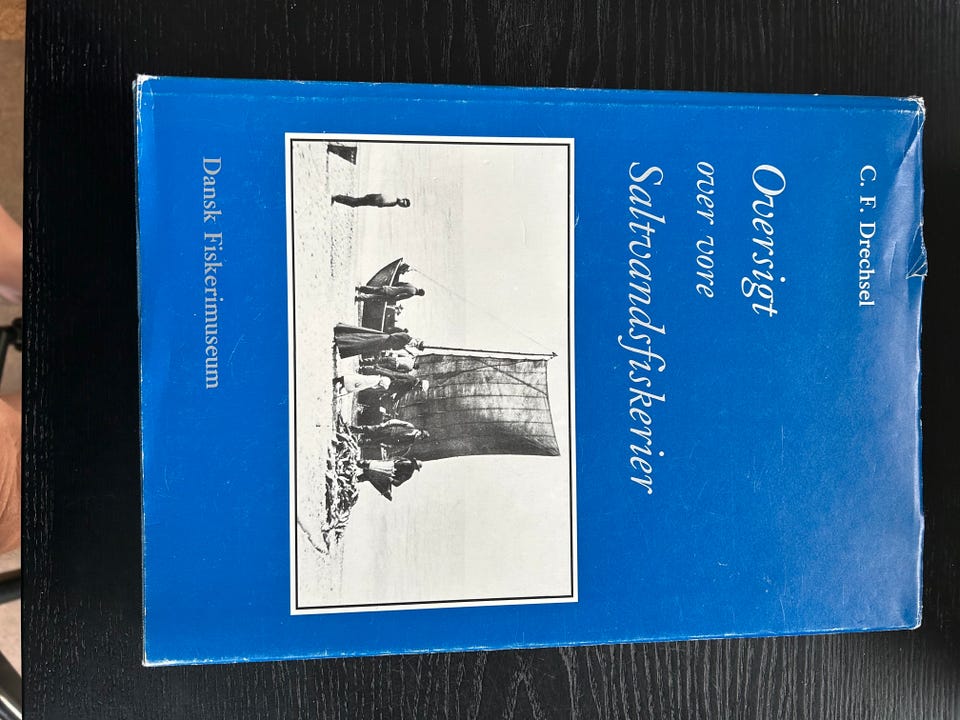 C. F. Drechsel
Oversigt
over vore
Saltvandsfiskerier
Dansk Fiskerimuseum